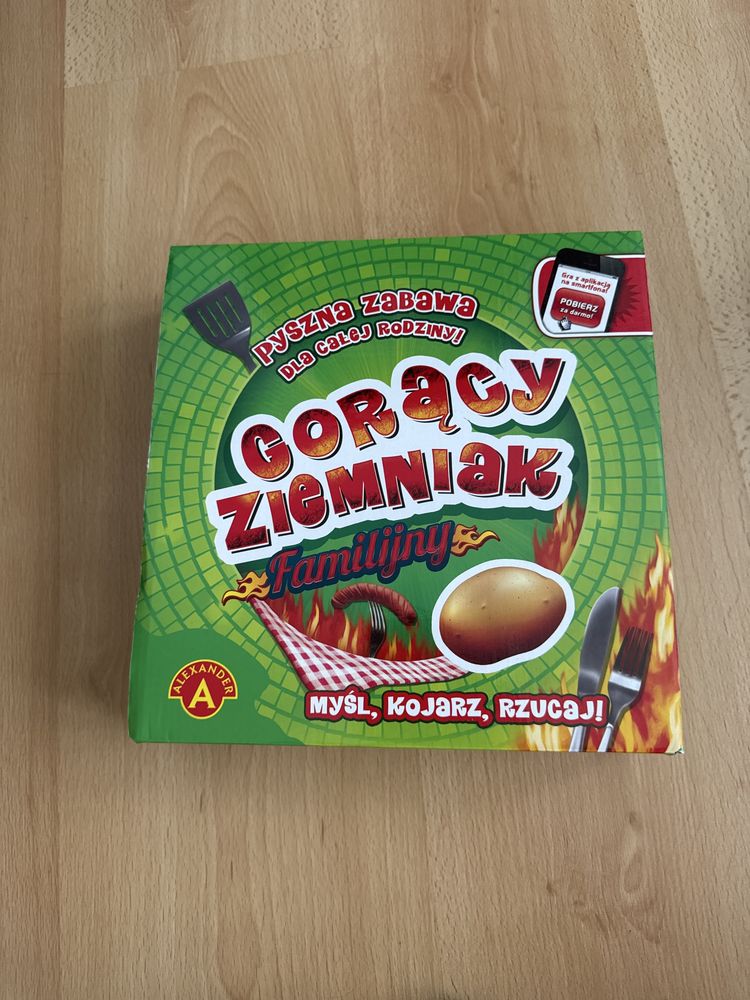 PYSZNA ZABAWA
DLA CAŁEJ RODZINY!
Gra z aplikacją
na smartfona!
POBIERZ
za darmo!
GORĄCY
ZIEMNIAK
Familijny
ALEXANDER
A
MYŚL, KOJARZ, RZUCAJ!